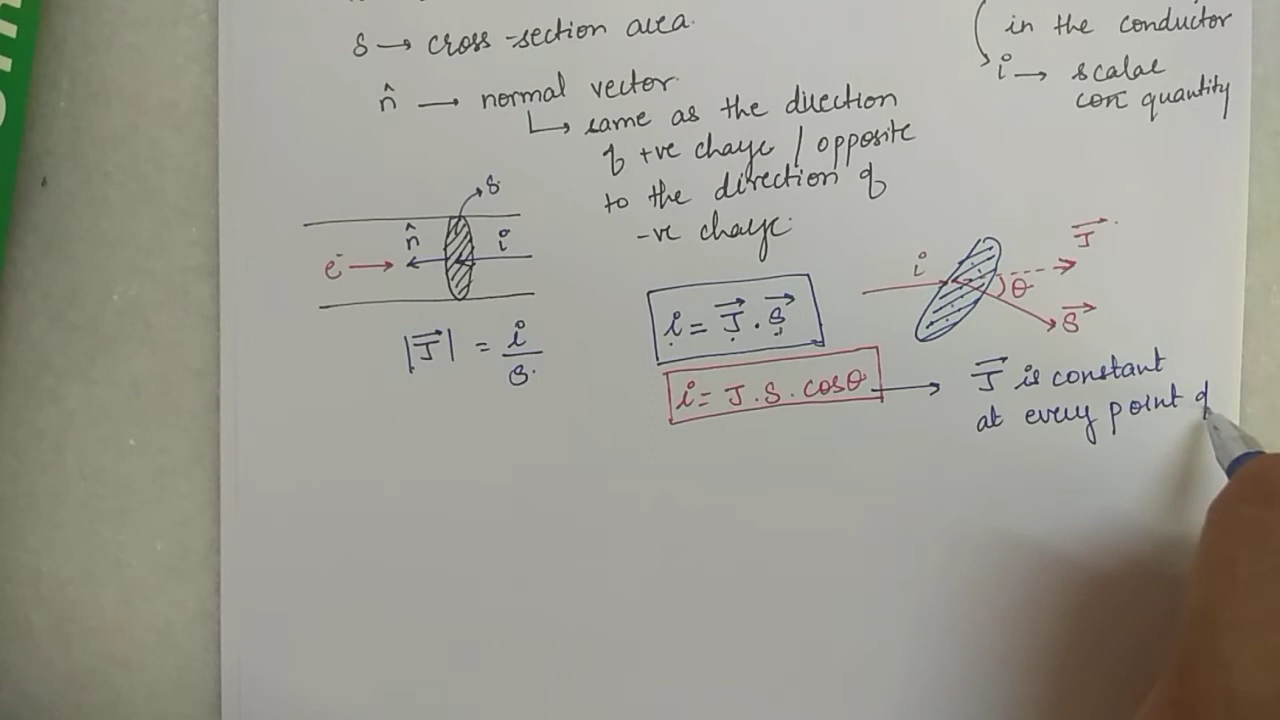 S → cross-section area.
n̂ → normal vector.
↳ same as the direction
of +ve charge / opposite
to the direction of
-ve charge.
in the conductor
i → scalar
quantity
S.
n̂
i
e⁻ →
|J⃗| = i/S.
i = J⃗ . S⃗
i = J.S. cosθ →
i
J⃗
θ
S⃗
J⃗ is constant
at every point of